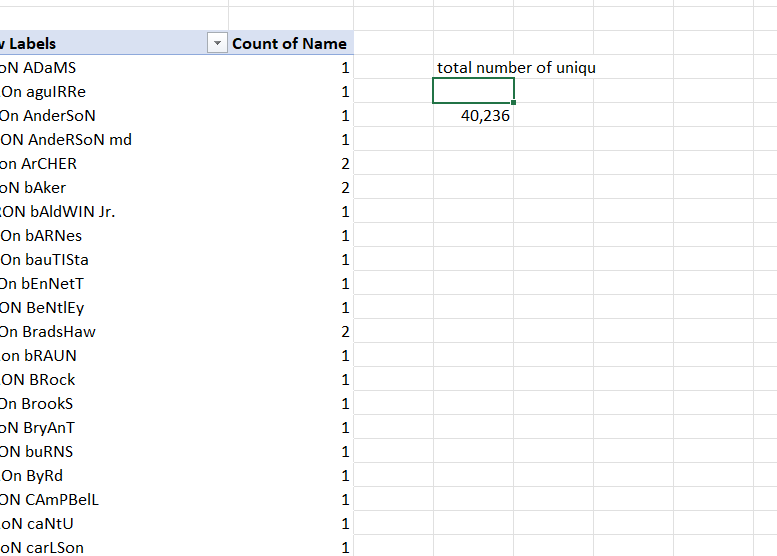 Labels Count of Name
oN ADaMS 1 total number of uniqu
On aguIRRe 1
On AnderSoN 1 40,236
ON AndeRSoN md 1
on ArCHER 2
oN bAker 2
ON bAldWIN Jr. 1
On bARNes 1
On bauTISta 1
On bEnNetT 1
ON BeNtlEy 1
On BradsHaw 2
on bRAUN 1
ON BRock 1
On BrookS 1
oN BryAnT 1
ON buRNS 1
On ByRd 1
ON CAmPBelL 1
oN caNtU 1
oN carLSon 1